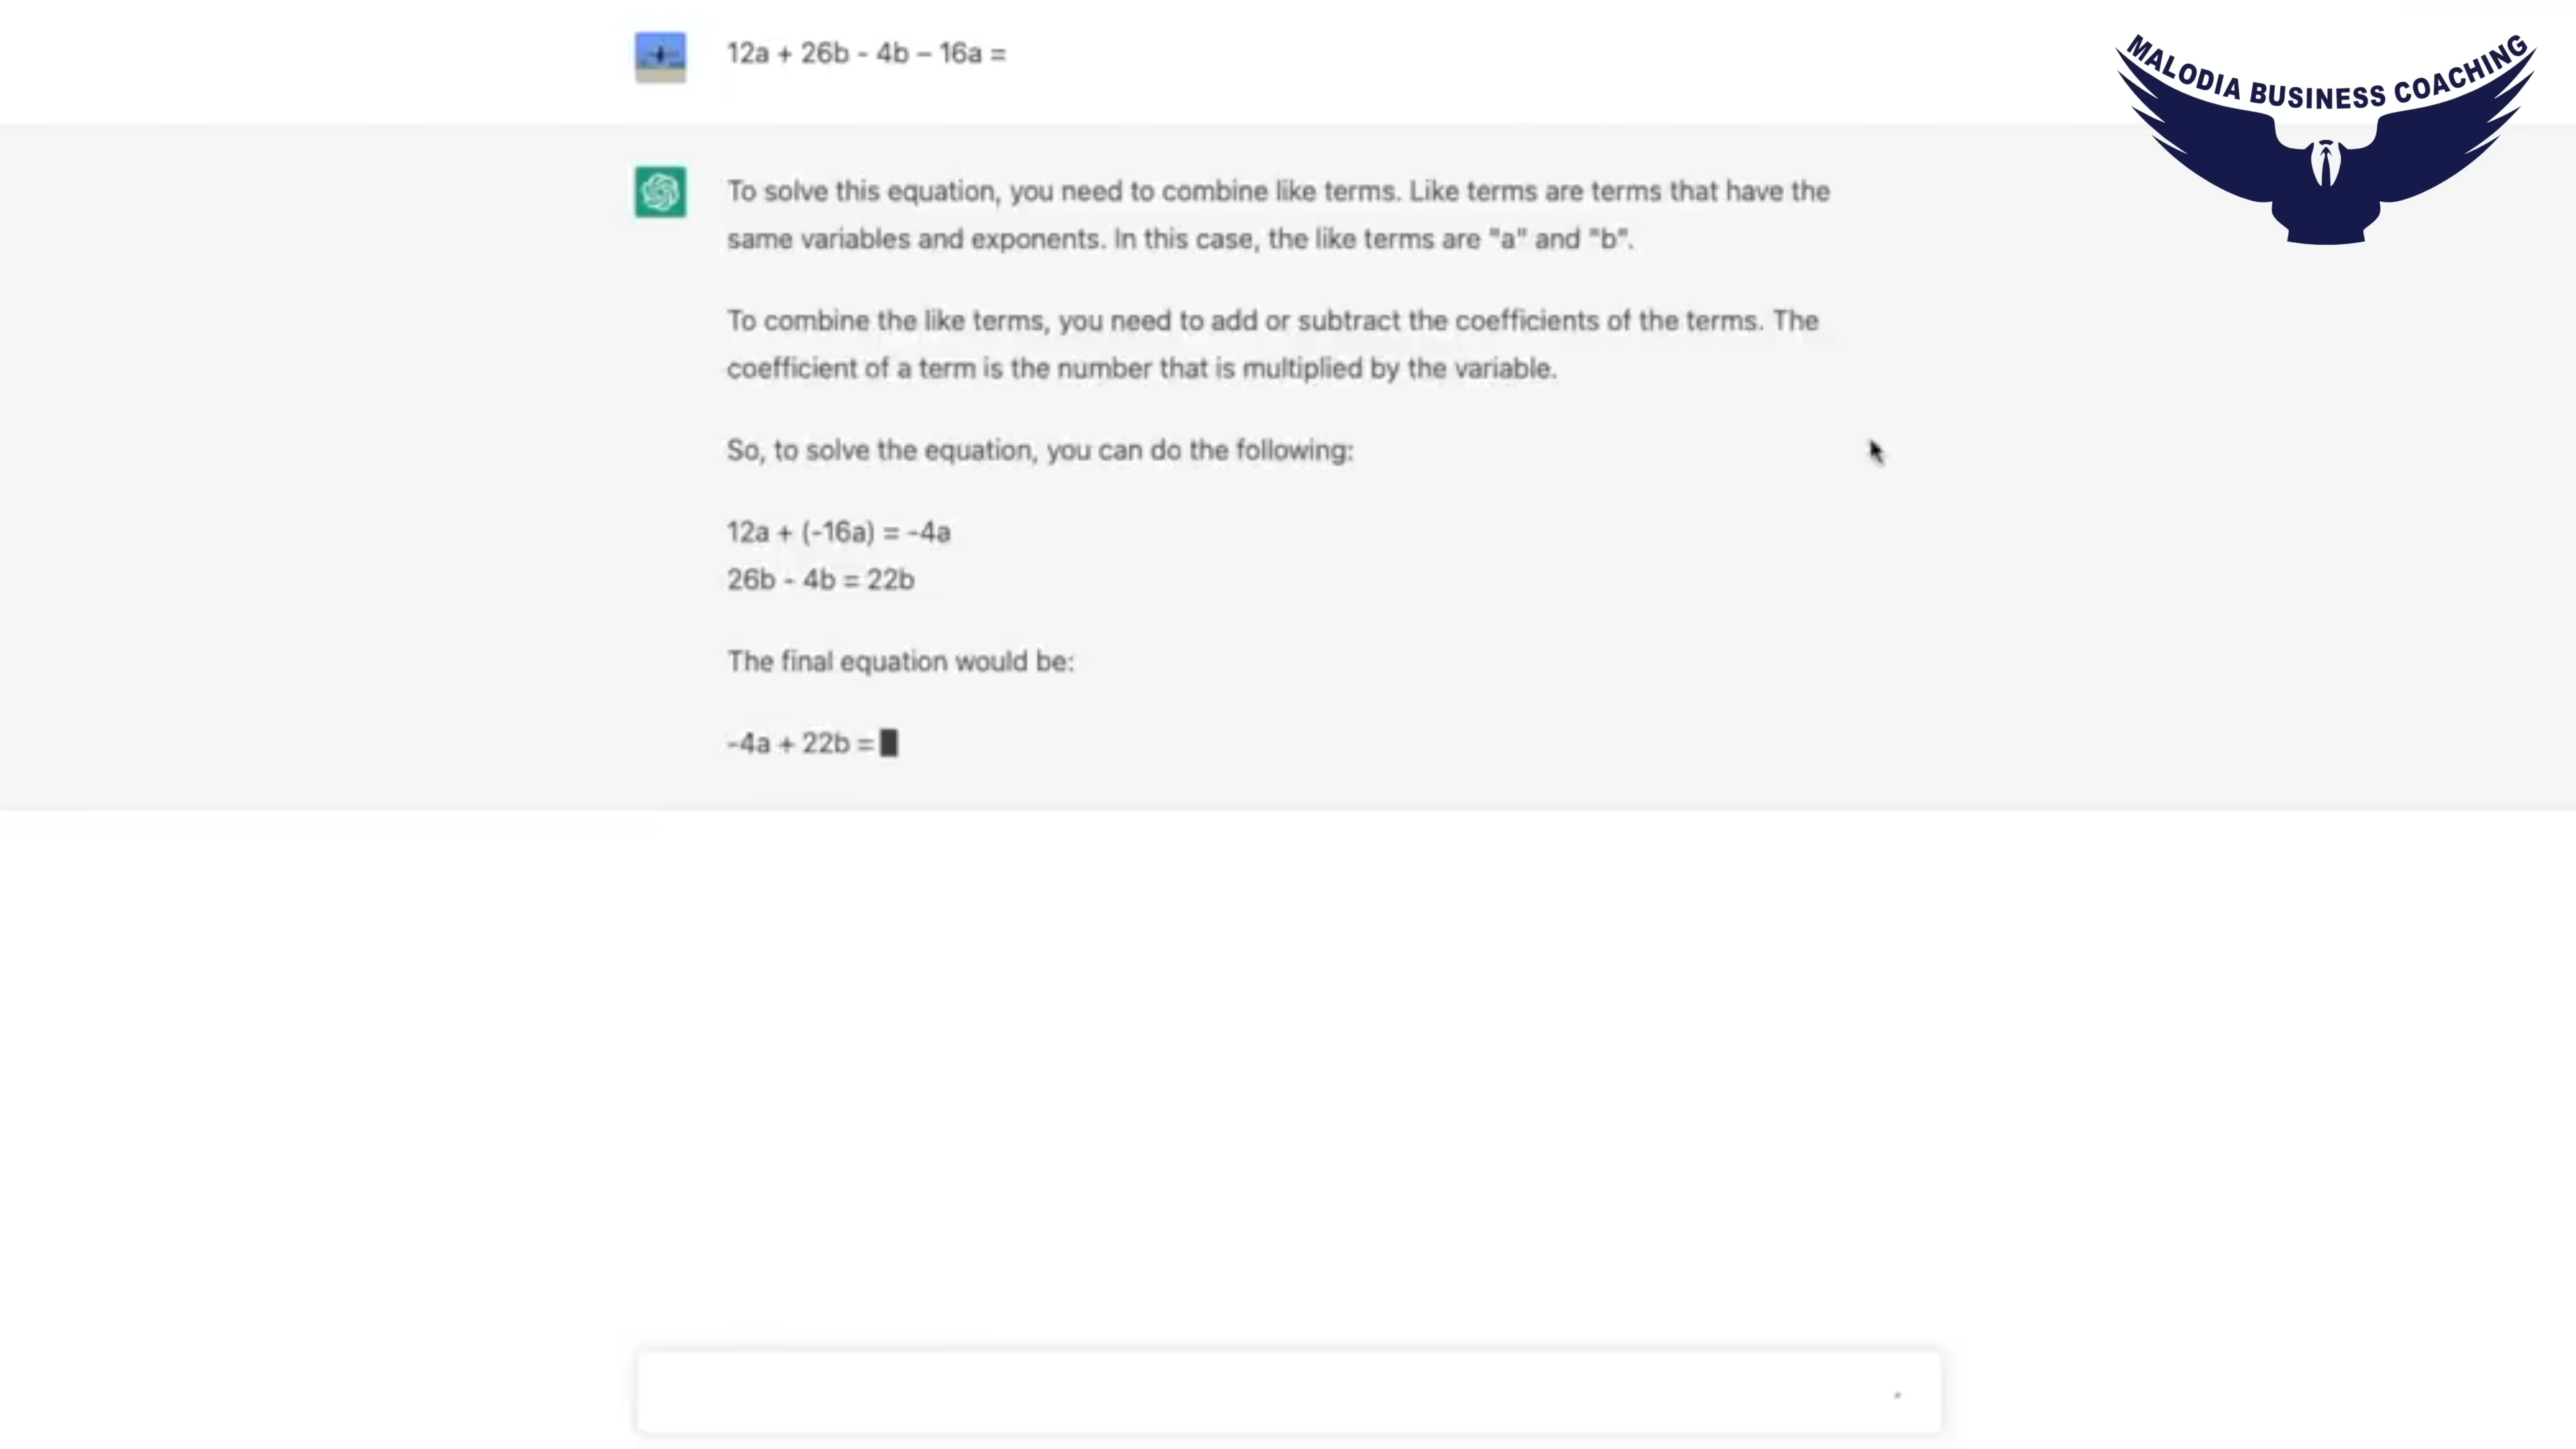 12a + 26b - 4b – 16a =
MALODIA BUSINESS COACHING
To solve this equation, you need to combine like terms. Like terms are terms that have the
same variables and exponents. In this case, the like terms are "a" and "b".
To combine the like terms, you need to add or subtract the coefficients of the terms. The
coefficient of a term is the number that is multiplied by the variable.
So, to solve the equation, you can do the following:
12a + (-16a) = -4a
26b - 4b = 22b
The final equation would be:
-4a + 22b =